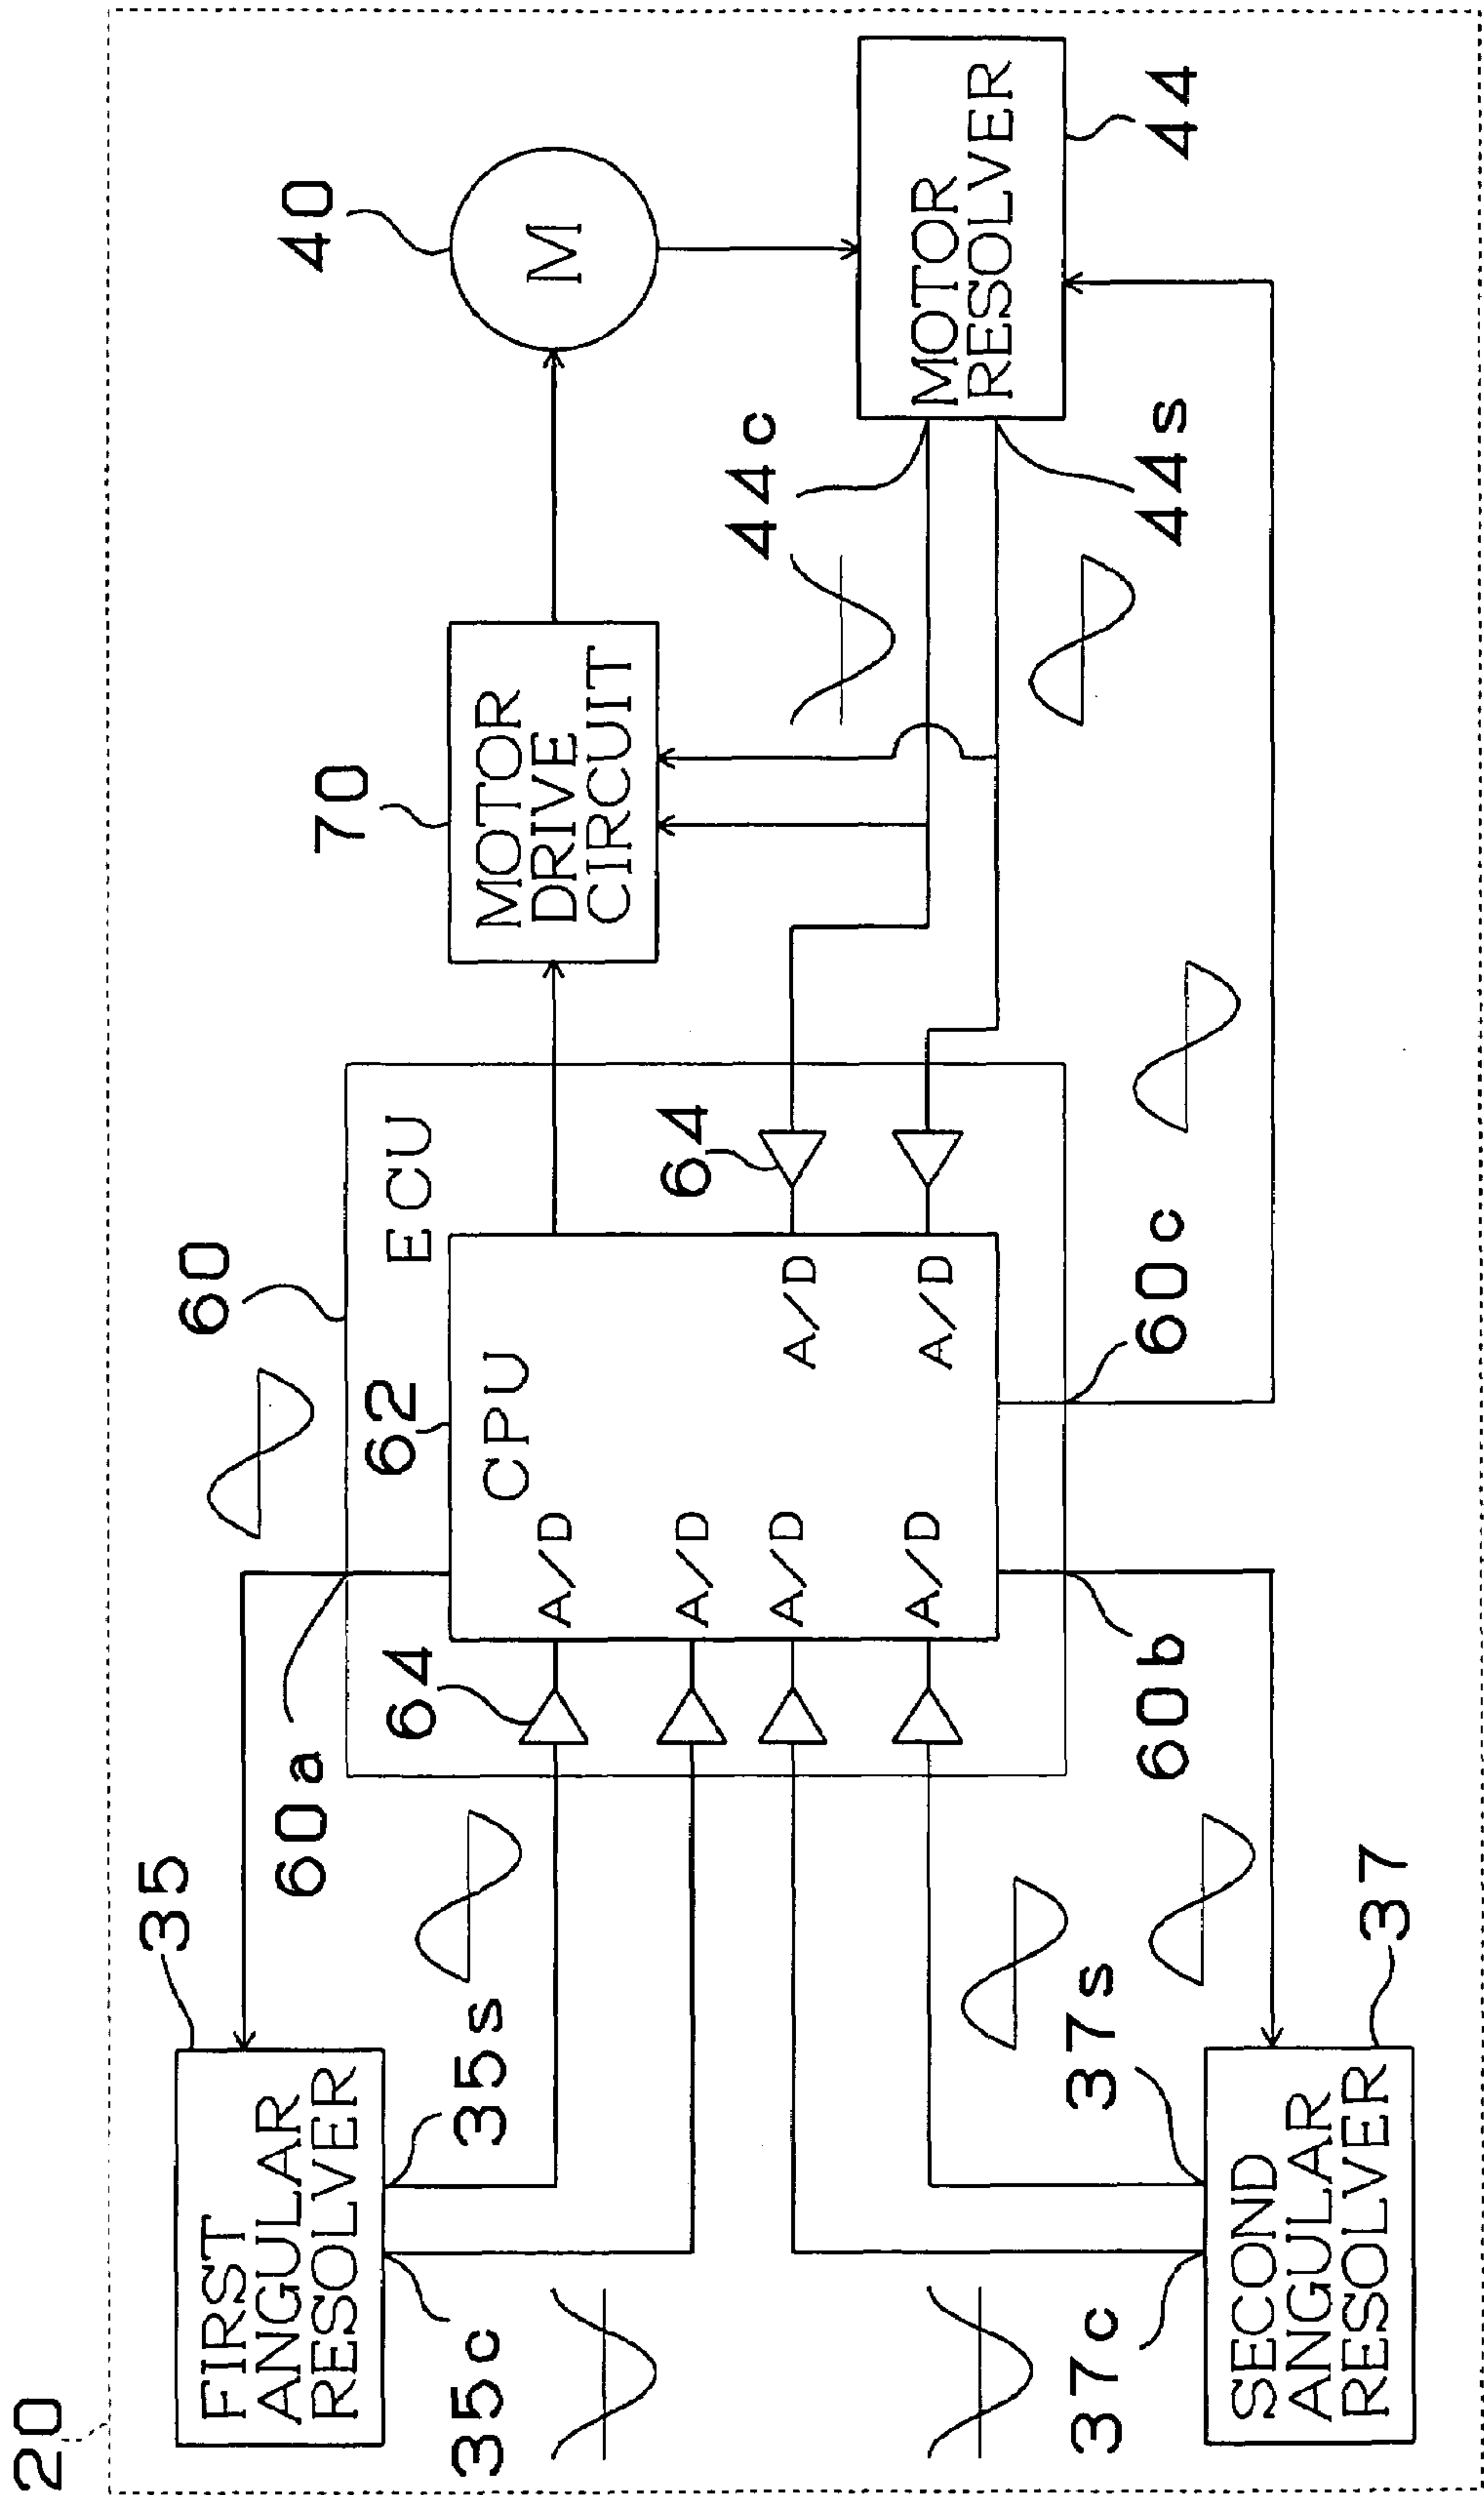 20
35
FIRST
ANGULAR
RESOLVER
35c
35s
60a
60
ECU
62
CPU
64
A/D
A/D
A/D
A/D
64
A/D
A/D
70
MOTOR
DRIVE
CIRCUIT
40
M
44c
44s
MOTOR
RESOLVER
44
60b
60c
37s
37c
SECOND
ANGULAR
RESOLVER
37